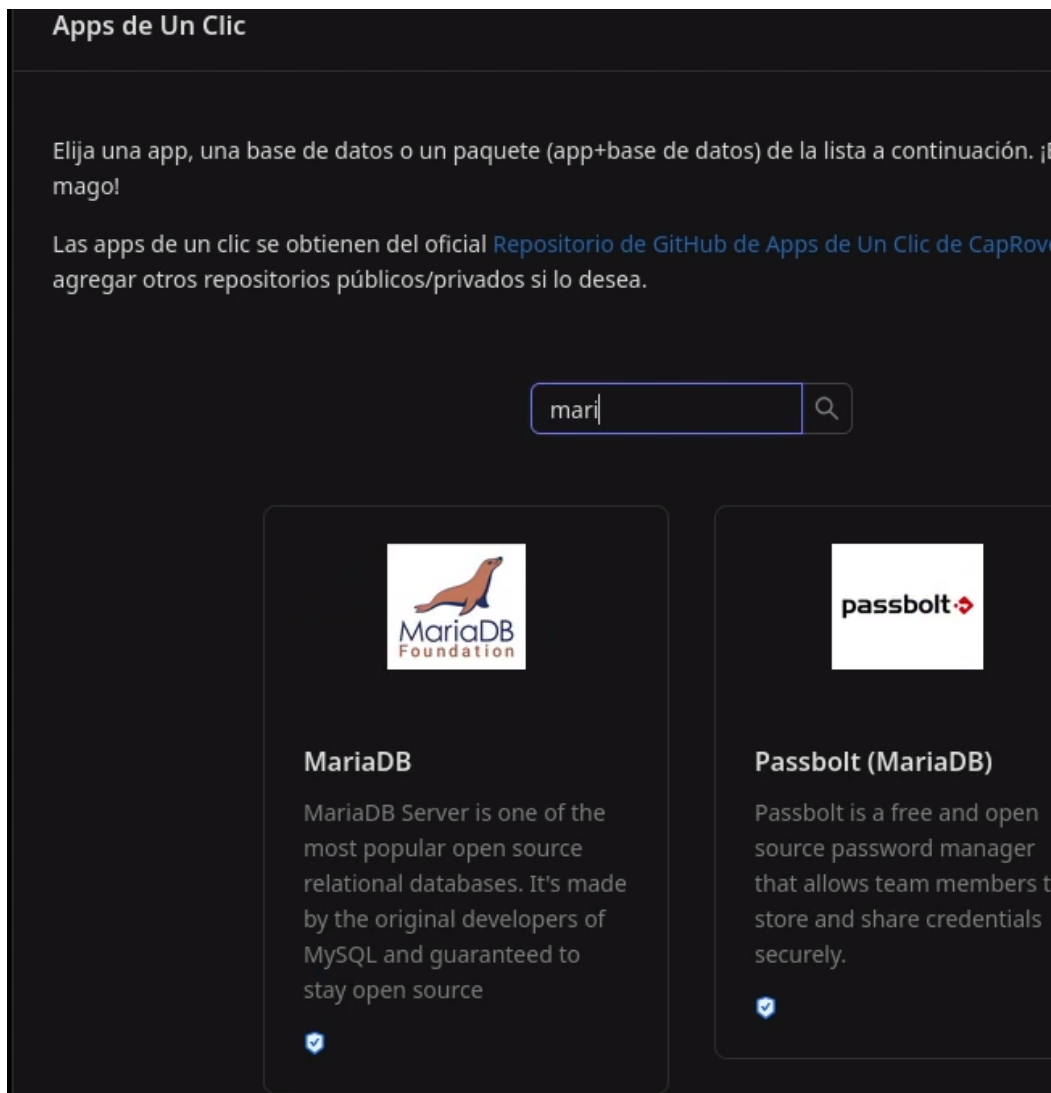 Apps de Un Clic
Elija una app, una base de datos o un paquete (app+base de datos) de la lista a continuación.
mago!
Las apps de un clic se obtienen del oficial Repositorio de GitHub de Apps de Un Clic de
agregar otros repositorios públicos/privados si lo desea.
mari
MariaDB
Foundation
MariaDB
MariaDB Server is one of the
most popular open source
relational databases. It's made
by the original developers of
MySQL and guaranteed to
stay open source
passbolt
Passbolt (MariaDB)
Passbolt is a free and open
source password manager
that allows team members
store and share credentials
securely.